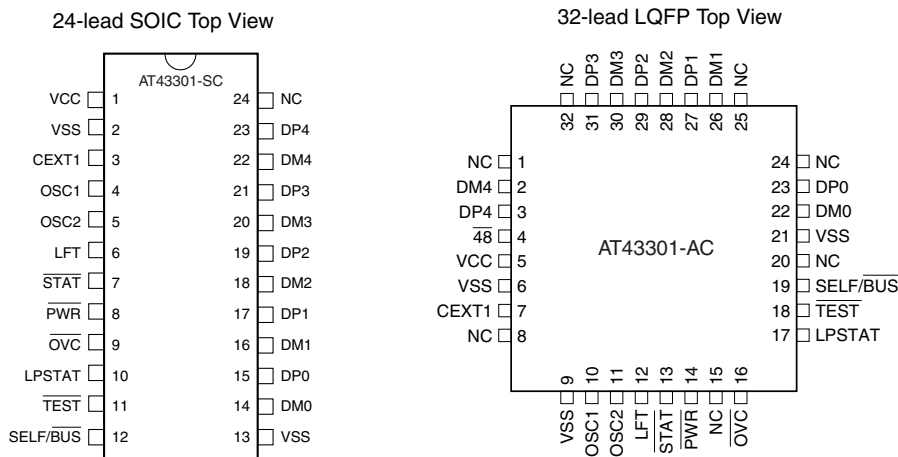 24-lead SOIC Top View
AT43301-SC
VCC 1
VSS 2
CEXT1 3
OSC1 4
OSC2 5
LFT 6
STAT 7
PWR 8
OVC 9
LPSTAT 10
TEST 11
SELF/BUS 12
24 NC
23 DP4
22 DM4
21 DP3
20 DM3
19 DP2
18 DM2
17 DP1
16 DM1
15 DP0
14 DM0
13 VSS
32-lead LQFP Top View
NC DP3 DM3 DP2 DM2 DP1 DM1 NC
32 31 30 29 28 27 26 25
NC 1
DM4 2
DP4 3
48 4
VCC 5
VSS 6
CEXT1 7
NC 8
AT43301-AC
24 NC
23 DP0
22 DM0
21 VSS
20 NC
19 SELF/BUS
18 TEST
17 LPSTAT
9 10 11 12 13 14 15 16
VSS OSC1 OSC2 LFT STAT PWR NC OVC